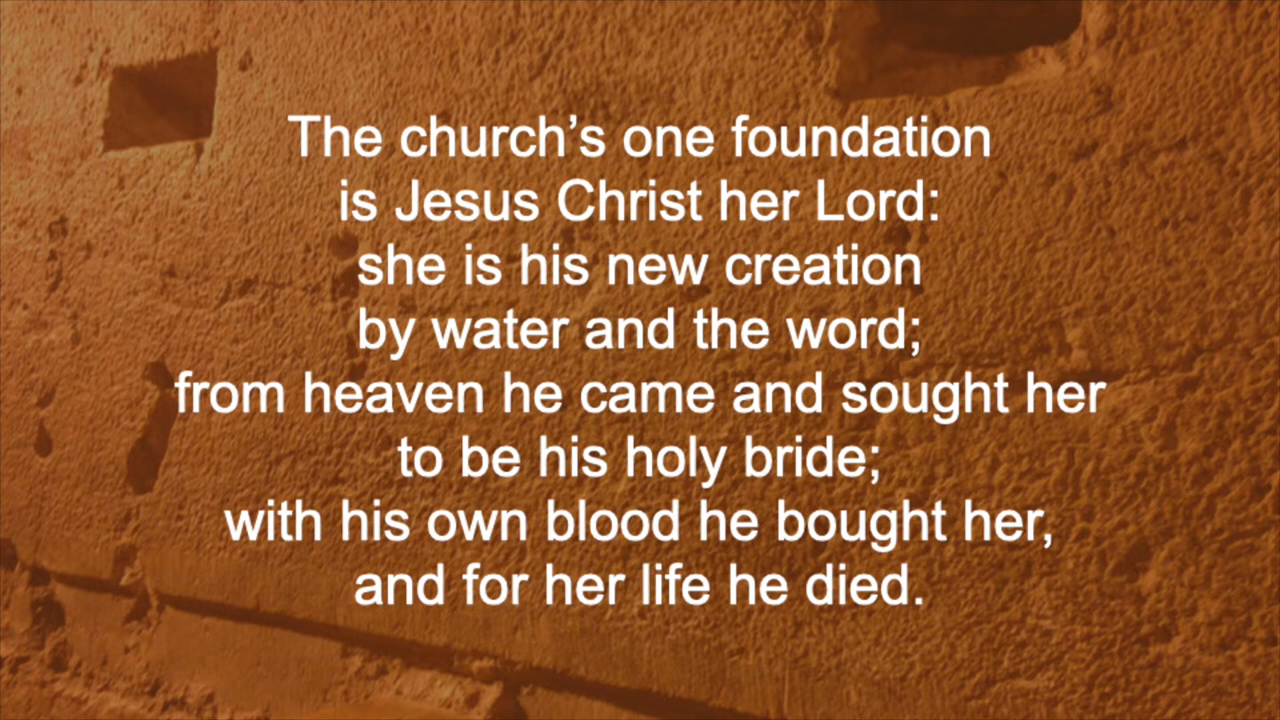 The church’s one foundation
is Jesus Christ her Lord:
she is his new creation
by water and the word;
from heaven he came and sought her
to be his holy bride;
with his own blood he bought her,
and for her life he died.